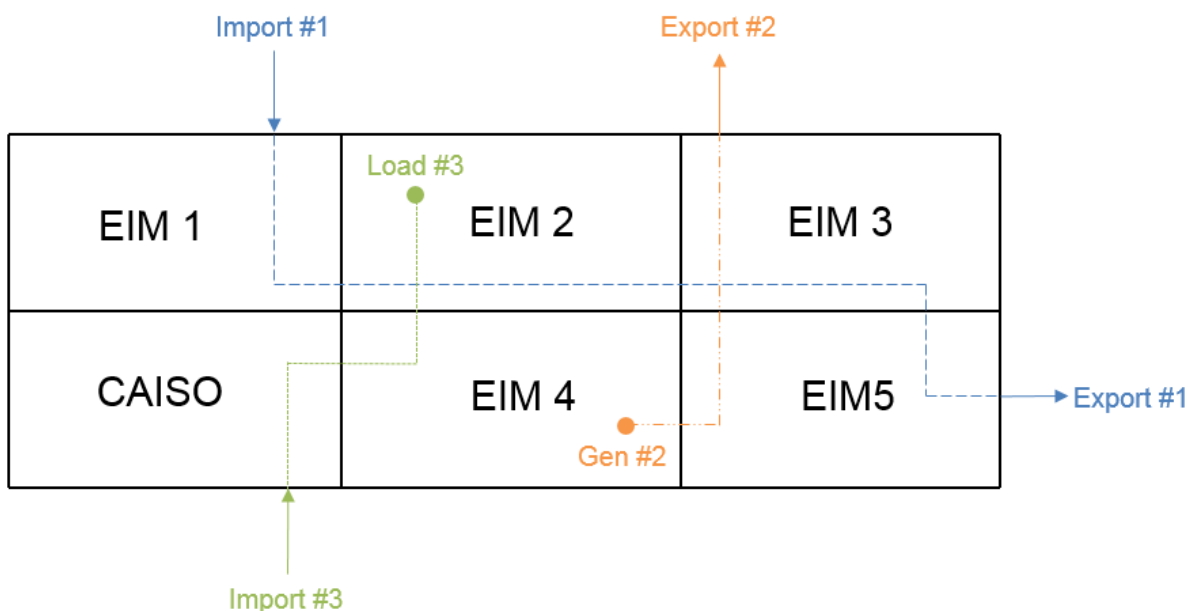 Import #1
Export #2
Load #3
EIM 1
EIM 2
EIM 3
CAISO
EIM 4
EIM5
Export #1
Gen #2
Import #3